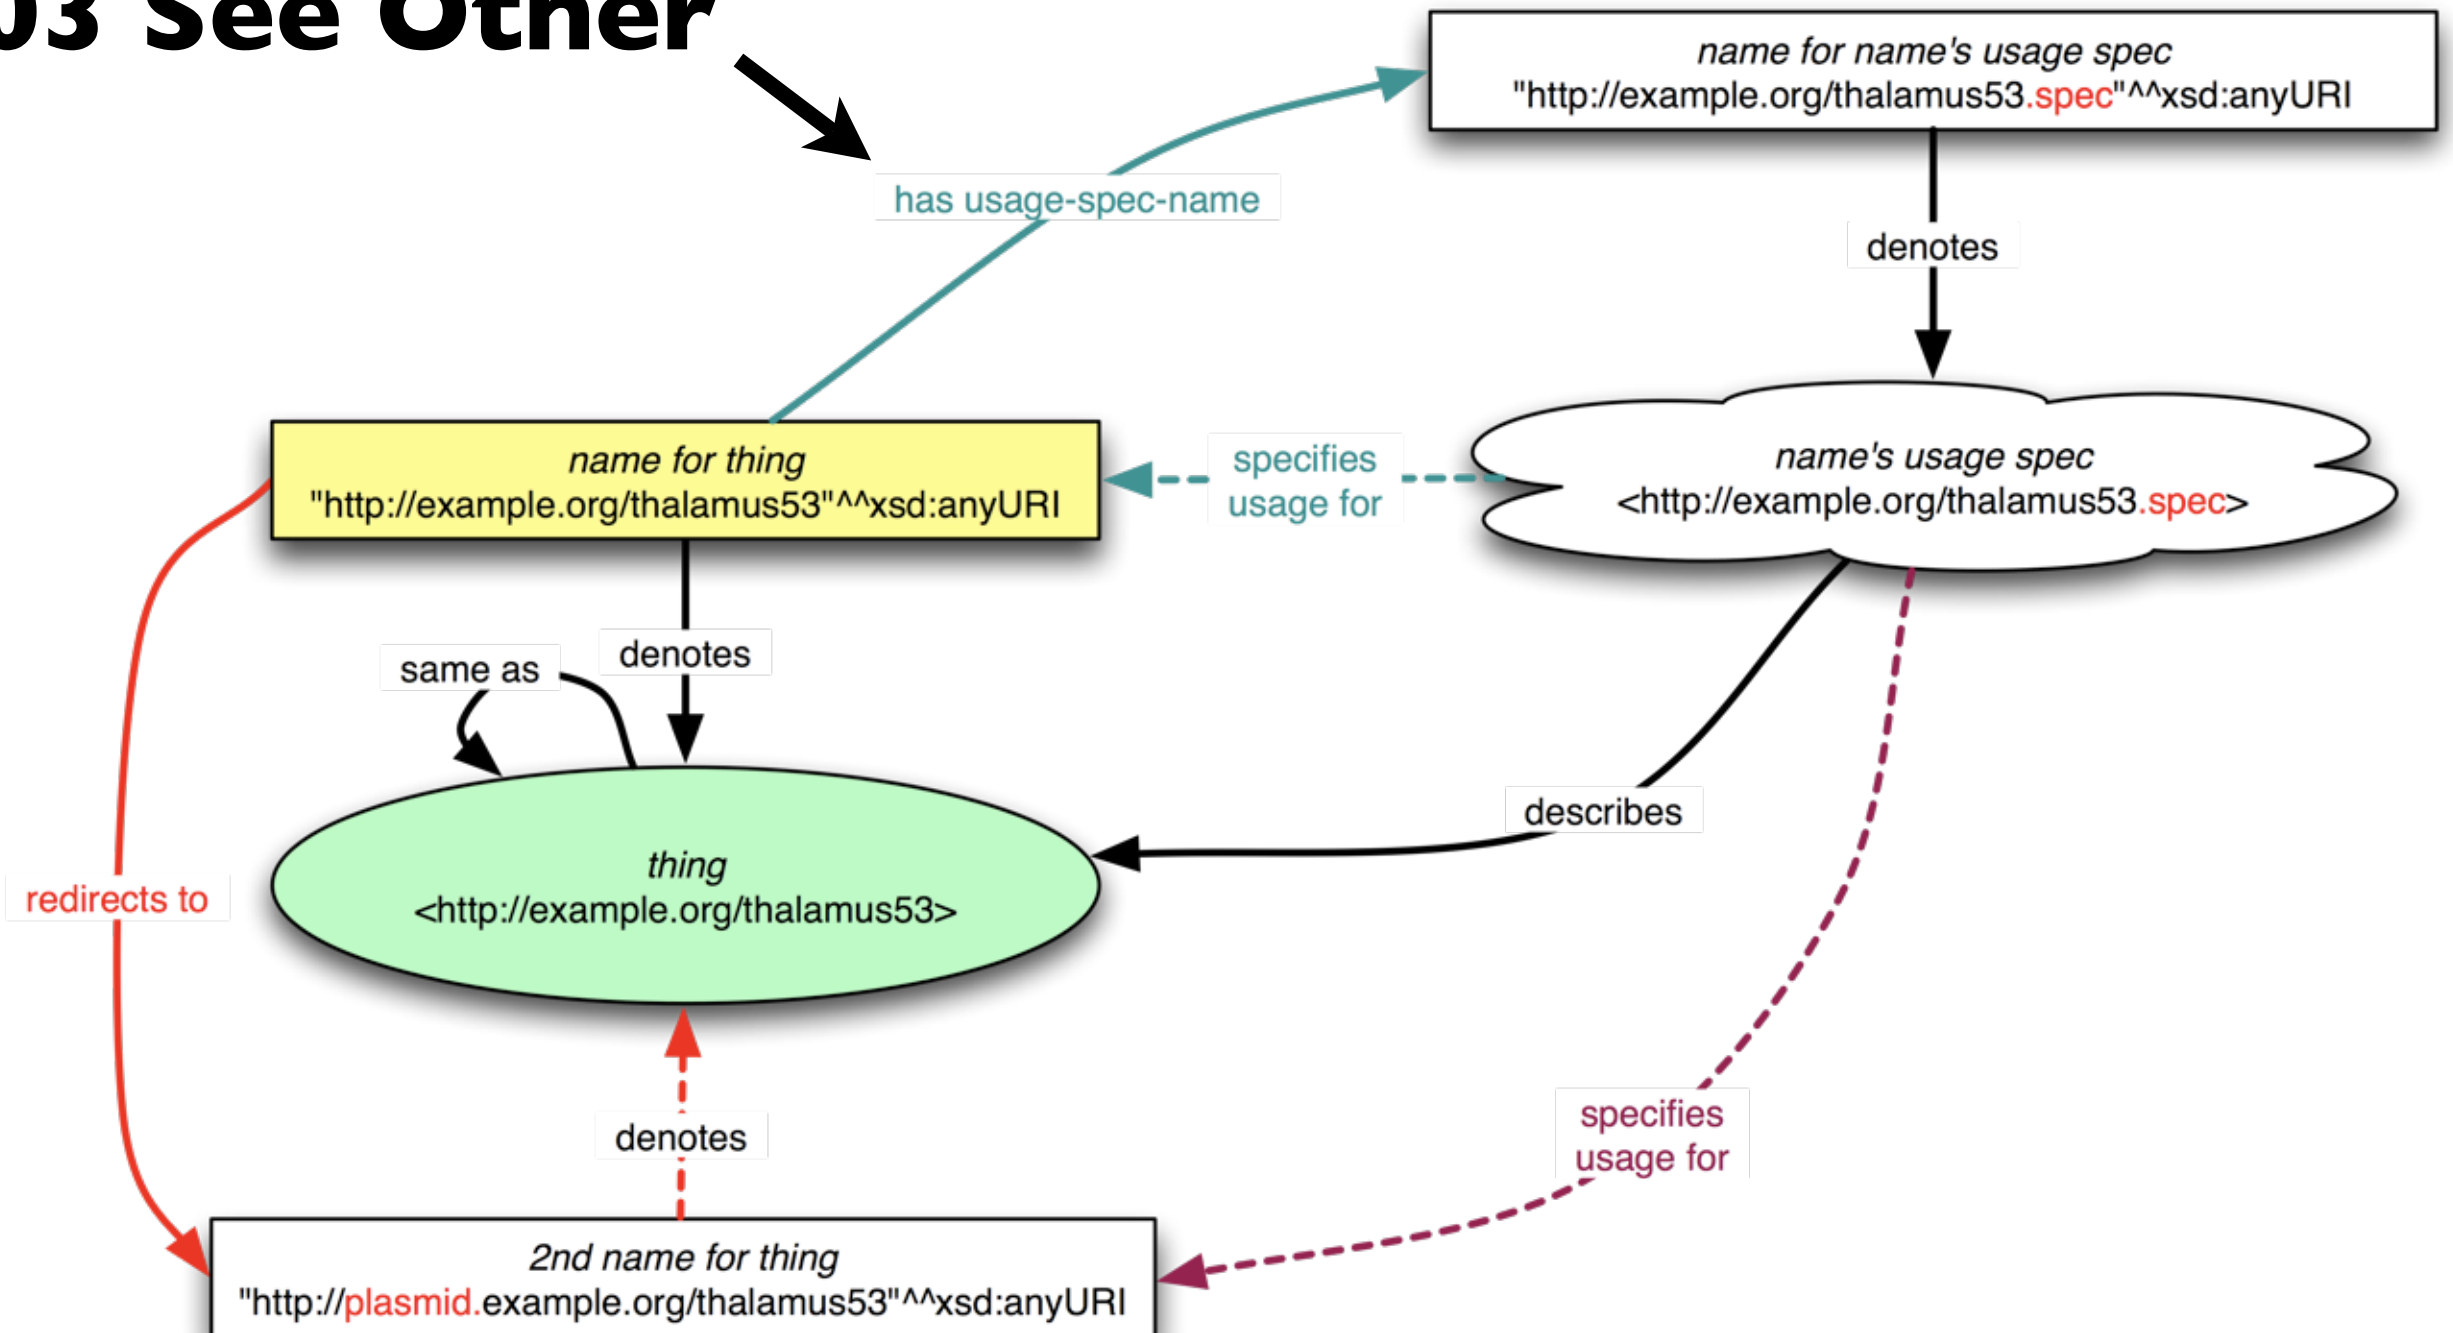 03 See Other
name for name's usage spec
"http://example.org/thalamus53.spec"^^xsd:anyURI
has usage-spec-name
denotes
name for thing
"http://example.org/thalamus53"^^xsd:anyURI
specifies
usage for
name's usage spec
<http://example.org/thalamus53.spec>
same as
denotes
describes
thing
<http://example.org/thalamus53>
redirects to
denotes
specifies
usage for
2nd name for thing
"http://plasmid.example.org/thalamus53"^^xsd:anyURI